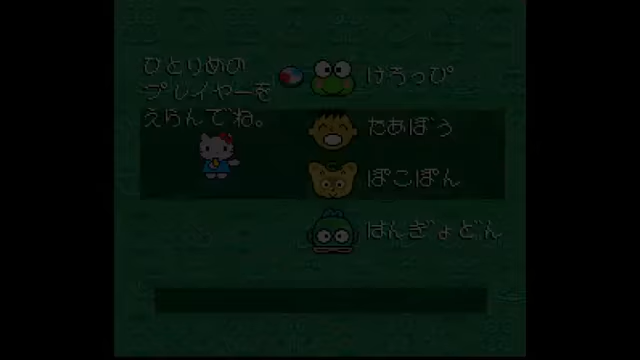 ひとりめの
プレイヤーを
えらんでね。
けろっぴ
たあぼう
ぽこぽん
はんぎょどん